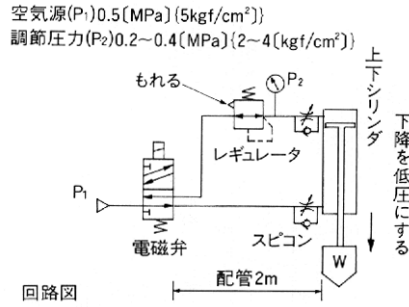 空気源(P₁)0.5[MPa]{5kgf/cm²]}
調節圧力(P₂)0.2～0.4[MPa]{2～4[kgf/cm²]}
もれる
P₂
レギュレータ
上下シリンダ
下降を低圧にする
P₁
電磁弁
スピコン
W
配管2m
回路図